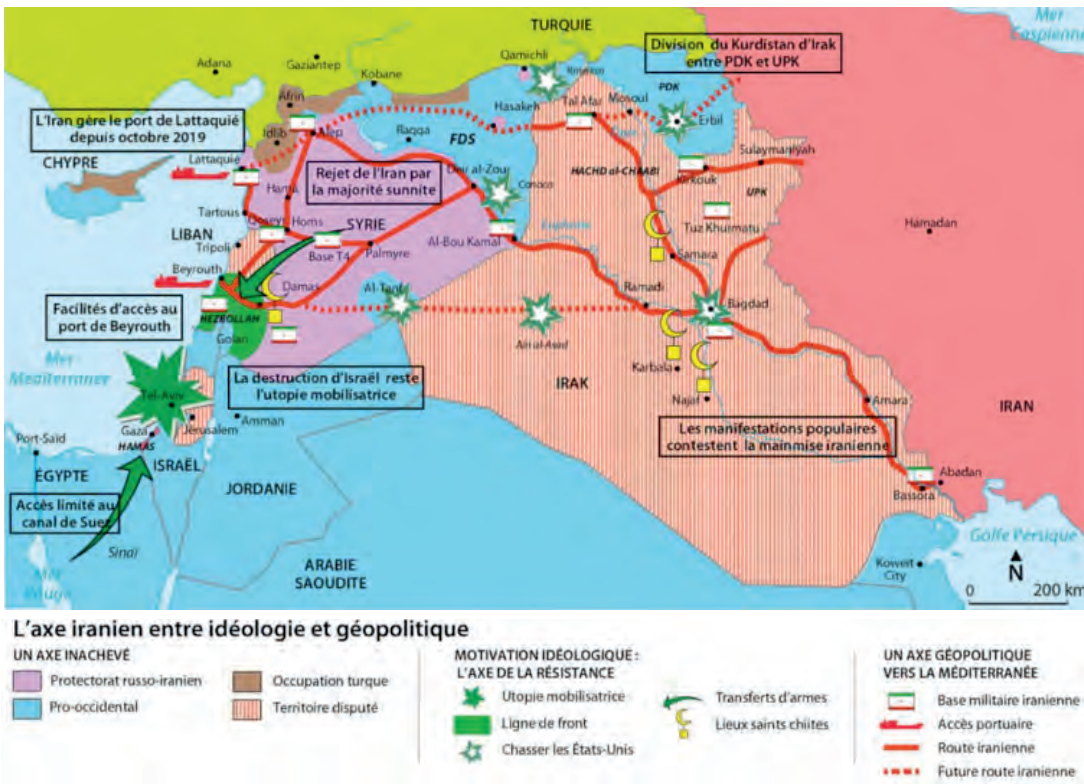 TURQUIE
Mer
Caspienne
Adana
Gaziantep
Kobane
Qamichli
Division du Kurdistan d'Irak
entre PDK et UPK
Afrin
L'Iran gère le port de Lattaquié
depuis octobre 2019
Idlib
Alep
Raqqa
Hasakeh
FDS
Tal Afar
Mossoul
PDK
Erbil
CHYPRE
Lattaquie
Rejet de l'Iran par
la majorité sunnite
Deir al-Zour
Conoco
HACHD al-CHAABI
Sulaymaniyah
Kirkouk
UPK
Hama
Tartous
Qoseyr
Homs
SYRIE
LIBAN
Tripoli
Base T4
Palmyre
Al-Bou Kamal
Euphrate
Tuz Khurmatu
Hamadan
Samara
Beyrouth
Damas
Al-Tanf
Ramadi
Bagdad
Facilités d'accès au
port de Beyrouth
HEZBOLLAH
Golan
Ain al-Asad
Mer
Mediterranee
La destruction d'Israël reste
l'utopie mobilisatrice
IRAK
Karbala
Najaf
Tel-Aviv
Jérusalem
Amman
Amara
IRAN
Les manifestations populaires
contestent la mainmise iranienne
Port-Saïd
Gaza
HAMAS
ISRAËL
ÉGYPTE
JORDANIE
Abadan
Bassora
Accès limité au
canal de Suez
Sinaï
ARABIE
SAOUDITE
Golfe Persique
Koweit
City
N
Mer
Rouge
0 200 km
L'axe iranien entre idéologie et géopolitique
UN AXE INACHEVÉ
Protectorat russo-iranien
Pro-occidental
Occupation turque
Territoire disputé
MOTIVATION IDÉOLOGIQUE :
L'AXE DE LA RÉSISTANCE
Utopie mobilisatrice
Ligne de front
Chasser les États-Unis
Transferts d'armes
Lieux saints chiites
UN AXE GÉOPOLITIQUE
VERS LA MÉDITERRANÉE
Base militaire iranienne
Accès portuaire
Route iranienne
Future route iranienne